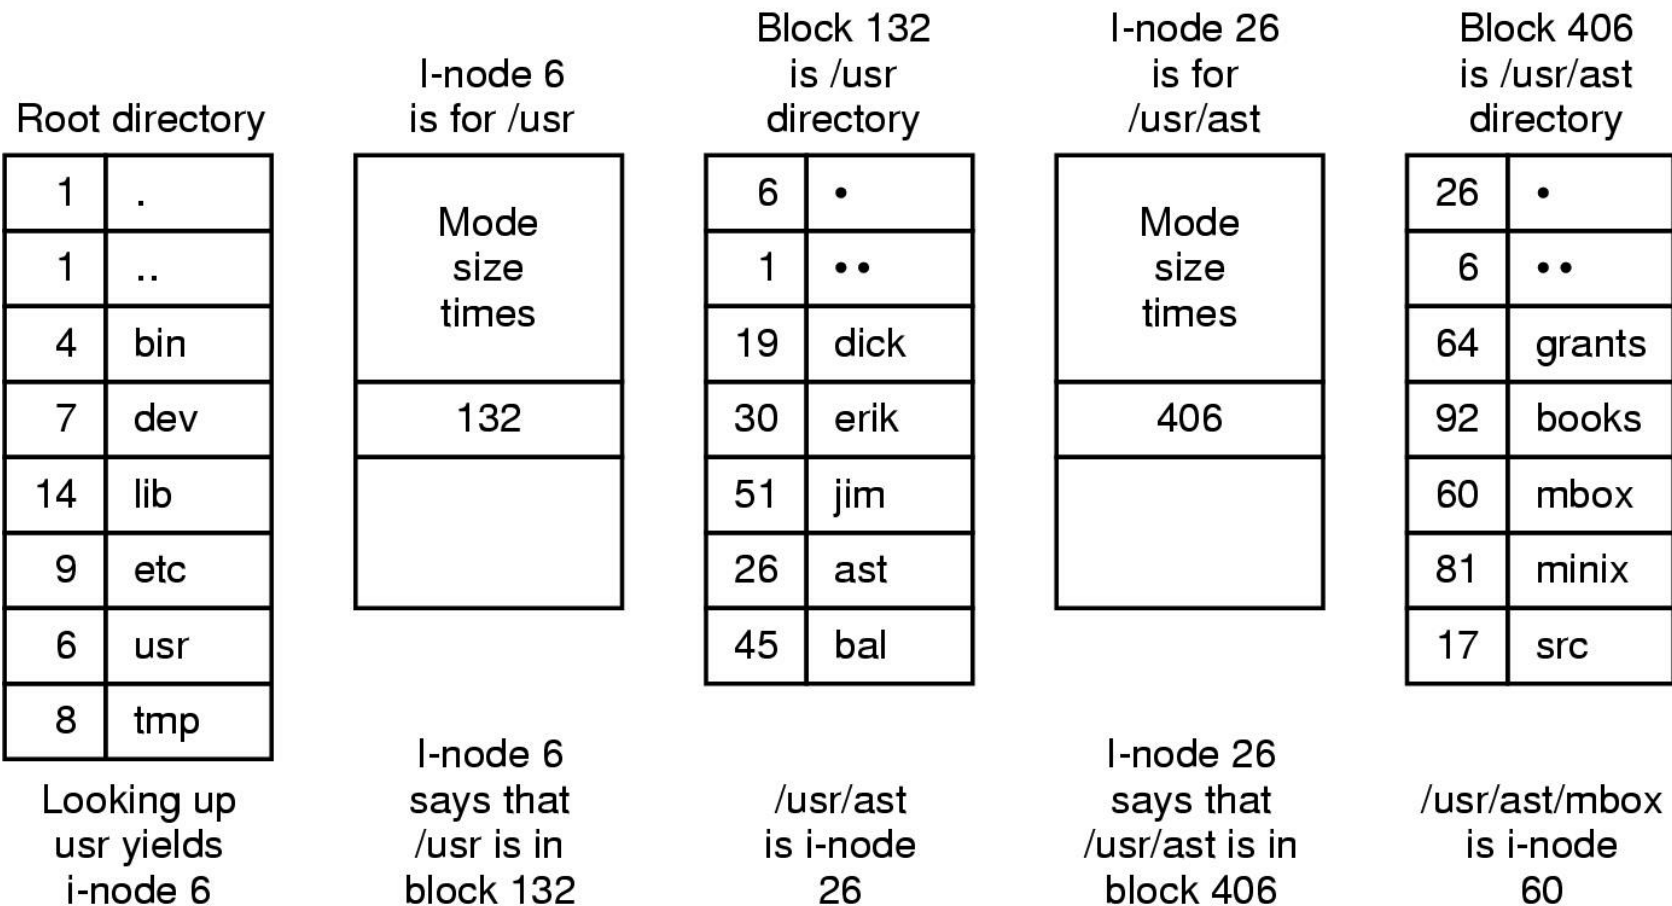 Root directory
1 .
1 ..
4 bin
7 dev
14 lib
9 etc
6 usr
8 tmp
Looking up
usr yields
i-node 6
I-node 6
is for /usr
Mode
size
times
132
I-node 6
says that
/usr is in
block 132
Block 132
is /usr
directory
6 •
1 ••
19 dick
30 erik
51 jim
26 ast
45 bal
/usr/ast
is i-node
26
I-node 26
is for
/usr/ast
Mode
size
times
406
I-node 26
says that
/usr/ast is in
block 406
Block 406
is /usr/ast
directory
26 •
6 ••
64 grants
92 books
60 mbox
81 minix
17 src
/usr/ast/mbox
is i-node
60